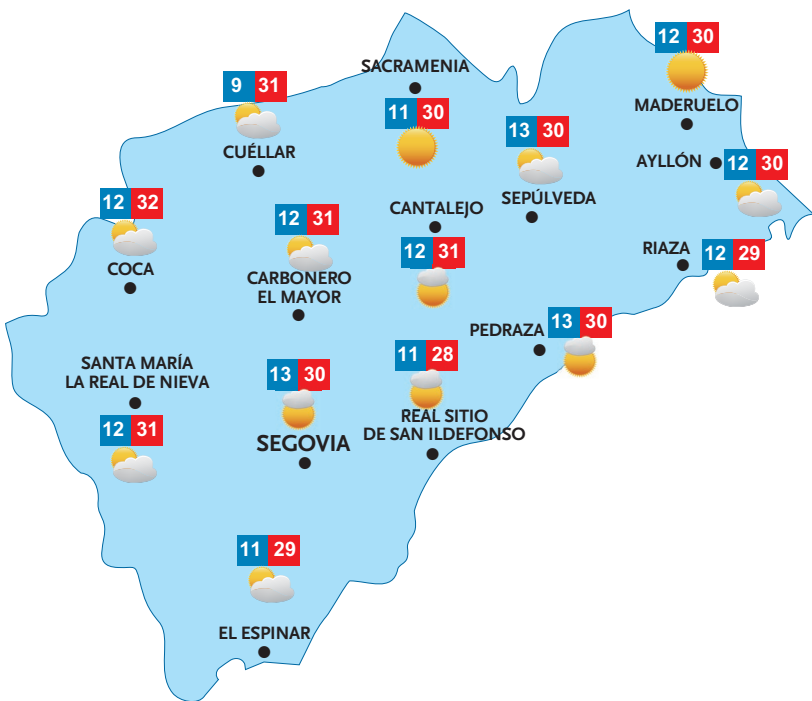 12 30
MADERUELO
SACRAMENIA
11 30
9 31
CUÉLLAR
13 30
SEPÚLVEDA
AYLLÓN
12 30
12 32
COCA
12 31
CARBONERO
EL MAYOR
CANTALEJO
12 31
RIAZA
12 29
PEDRAZA
13 30
SANTA MARÍA
LA REAL DE NIEVA
12 31
13 30
SEGOVIA
11 28
REAL SITIO
DE SAN ILDEFONSO
11 29
EL ESPINAR